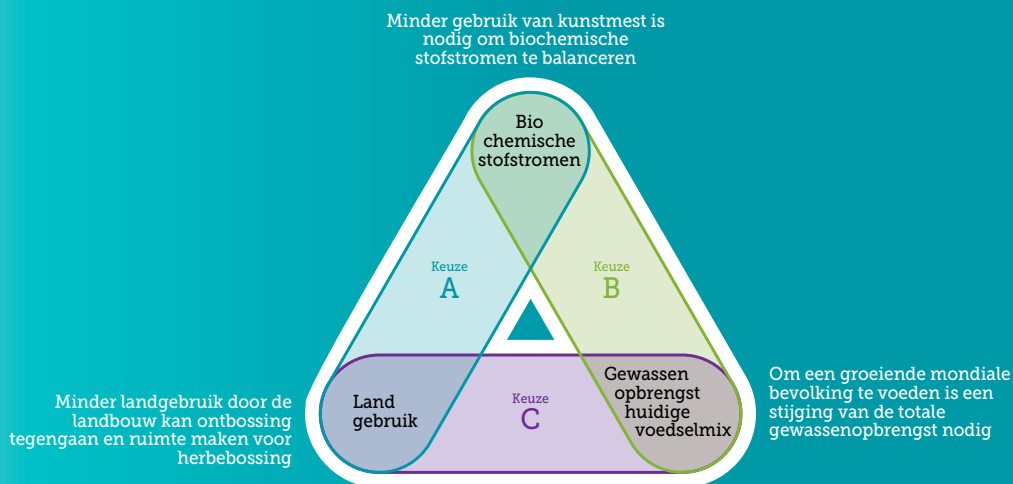 Minder gebruik van kunstmest is
nodig om biochemische
stofstromen te balanceren
Bio
chemische
stofstromen
Keuze
A
Keuze
B
Minder landgebruik door de
landbouw kan ontbossing
tegengaan en ruimte maken voor
herbebossing
Land
gebruik
Keuze
C
Gewassen
opbrengst
huidige
voedselmix
Om een groeiende mondiale
bevolking te voeden is een
stijging van de totale
gewassenopbrengst nodig